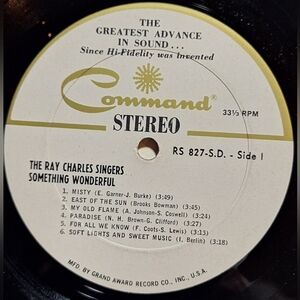 THE
GREATEST ADVANCE
IN SOUND...
Since Hi-Fidelity was invented
Command
33⅓ RPM
STEREO
RS 827-S.D. - Side I
THE RAY CHARLES SINGERS
SOMETHING WONDERFUL
1. MISTY (E. Garner-J. Burke) (3:49)
2. EAST OF THE SUN (Brooks Bowman) (3:45)
3. MY OLD FLAME (A. Johnson-S. Coswell) (3:24)
4. PARADISE (N. H. Brown-G. Clifford) (3:22)
5. FOR ALL WE KNOW (F. Coots-S. Lewis) (3:13)
6. SOFT LIGHTS AND SWEET MUSIC (I. Berlin) (3:18)
MFD. BY GRAND AWARD RECORD CO., INC., U.S.A.